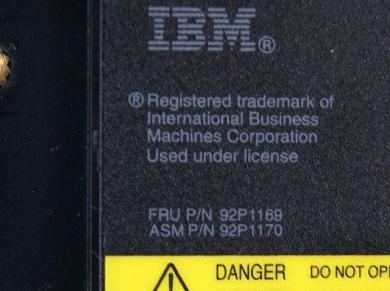 IBM®
® Registered trademark of
International Business
Machines Corporation
Used under license
FRU P/N 92P1169
ASM P/N 92P1170
DANGER DO NOT OP